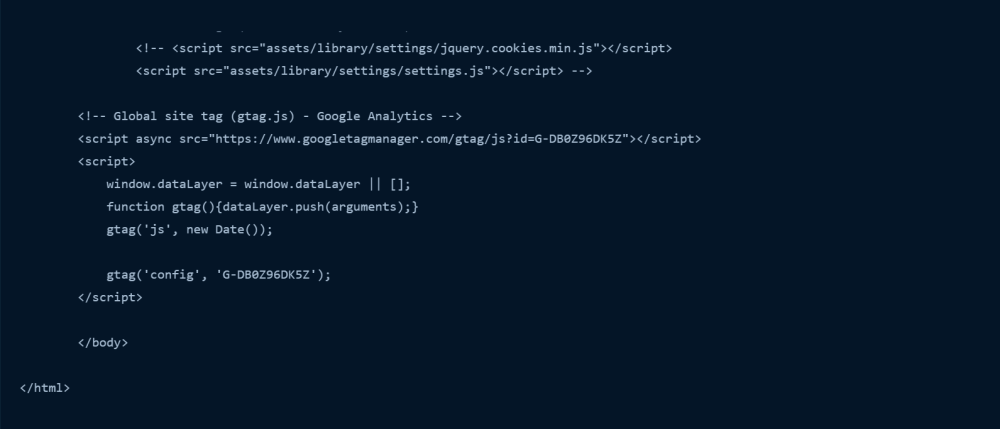 <!-- <script src="assets/library/settings/jquery.cookies.min.js"></script>
<script src="assets/library/settings/settings.js"></script> -->
<!-- Global site tag (gtag.js) - Google Analytics -->
<script async src="https://www.googletagmanager.com/gtag/js?id=G-DB0Z96DK5Z"></script>
<script>
window.dataLayer = window.dataLayer || [];
function gtag(){dataLayer.push(arguments);}
gtag('js', new Date());
gtag('config', 'G-DB0Z96DK5Z');
</script>
</body>
</html>